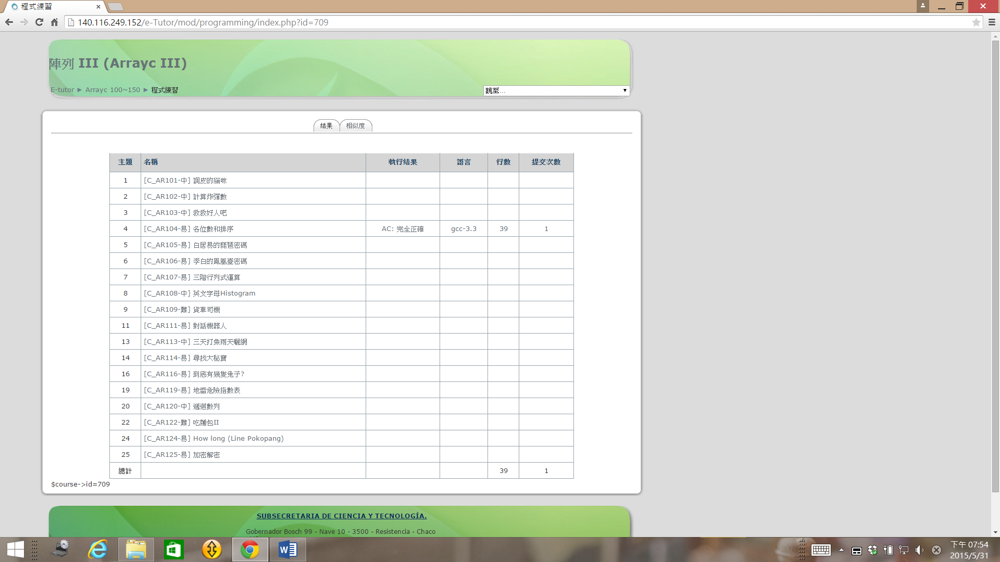 程式練習
140.116.249.152/e-Tutor/mod/programming/index.php?id=709
陣列 III (Arrayc III)
E-tutor ► Arrayc 100~150 ► 程式練習
跳至...
结果 相似度
主題 名稱 執行结果 語言 行數 提交次數
1 [C_AR101-中] 調皮的貓咪
2 [C_AR102-中] 計算炸彈數
3 [C_AR103-中] 救救好人吧
4 [C_AR104-易] 各位數和排序 AC: 完全正確 gcc-3.3 39 1
5 [C_AR105-易] 白居易的琵琶密碼
6 [C_AR106-易] 李白的鳳凰臺密碼
7 [C_AR107-易] 三階行列式運算
8 [C_AR108-中] 英文字母Histogram
9 [C_AR109-難] 貨車司機
11 [C_AR111-易] 對話機器人
13 [C_AR113-中] 三天打魚兩天曬網
14 [C_AR114-易] 尋找大秘寶
16 [C_AR116-易] 到底有幾隻兔子?
19 [C_AR119-易] 地雷危險指數表
20 [C_AR120-中] 遞迴數列
22 [C_AR122-難] 吃麵包II
24 [C_AR124-易] How long (Line Pokopang)
25 [C_AR125-易] 加密解密
總計 39 1
$course->id=709
SUBSECRETARIA DE CIENCIA Y TECNOLOGÍA.
Gobernador Bosch 99 - Nave 10 - 3500 - Resistencia - Chaco
下午 07:54
2015/5/31